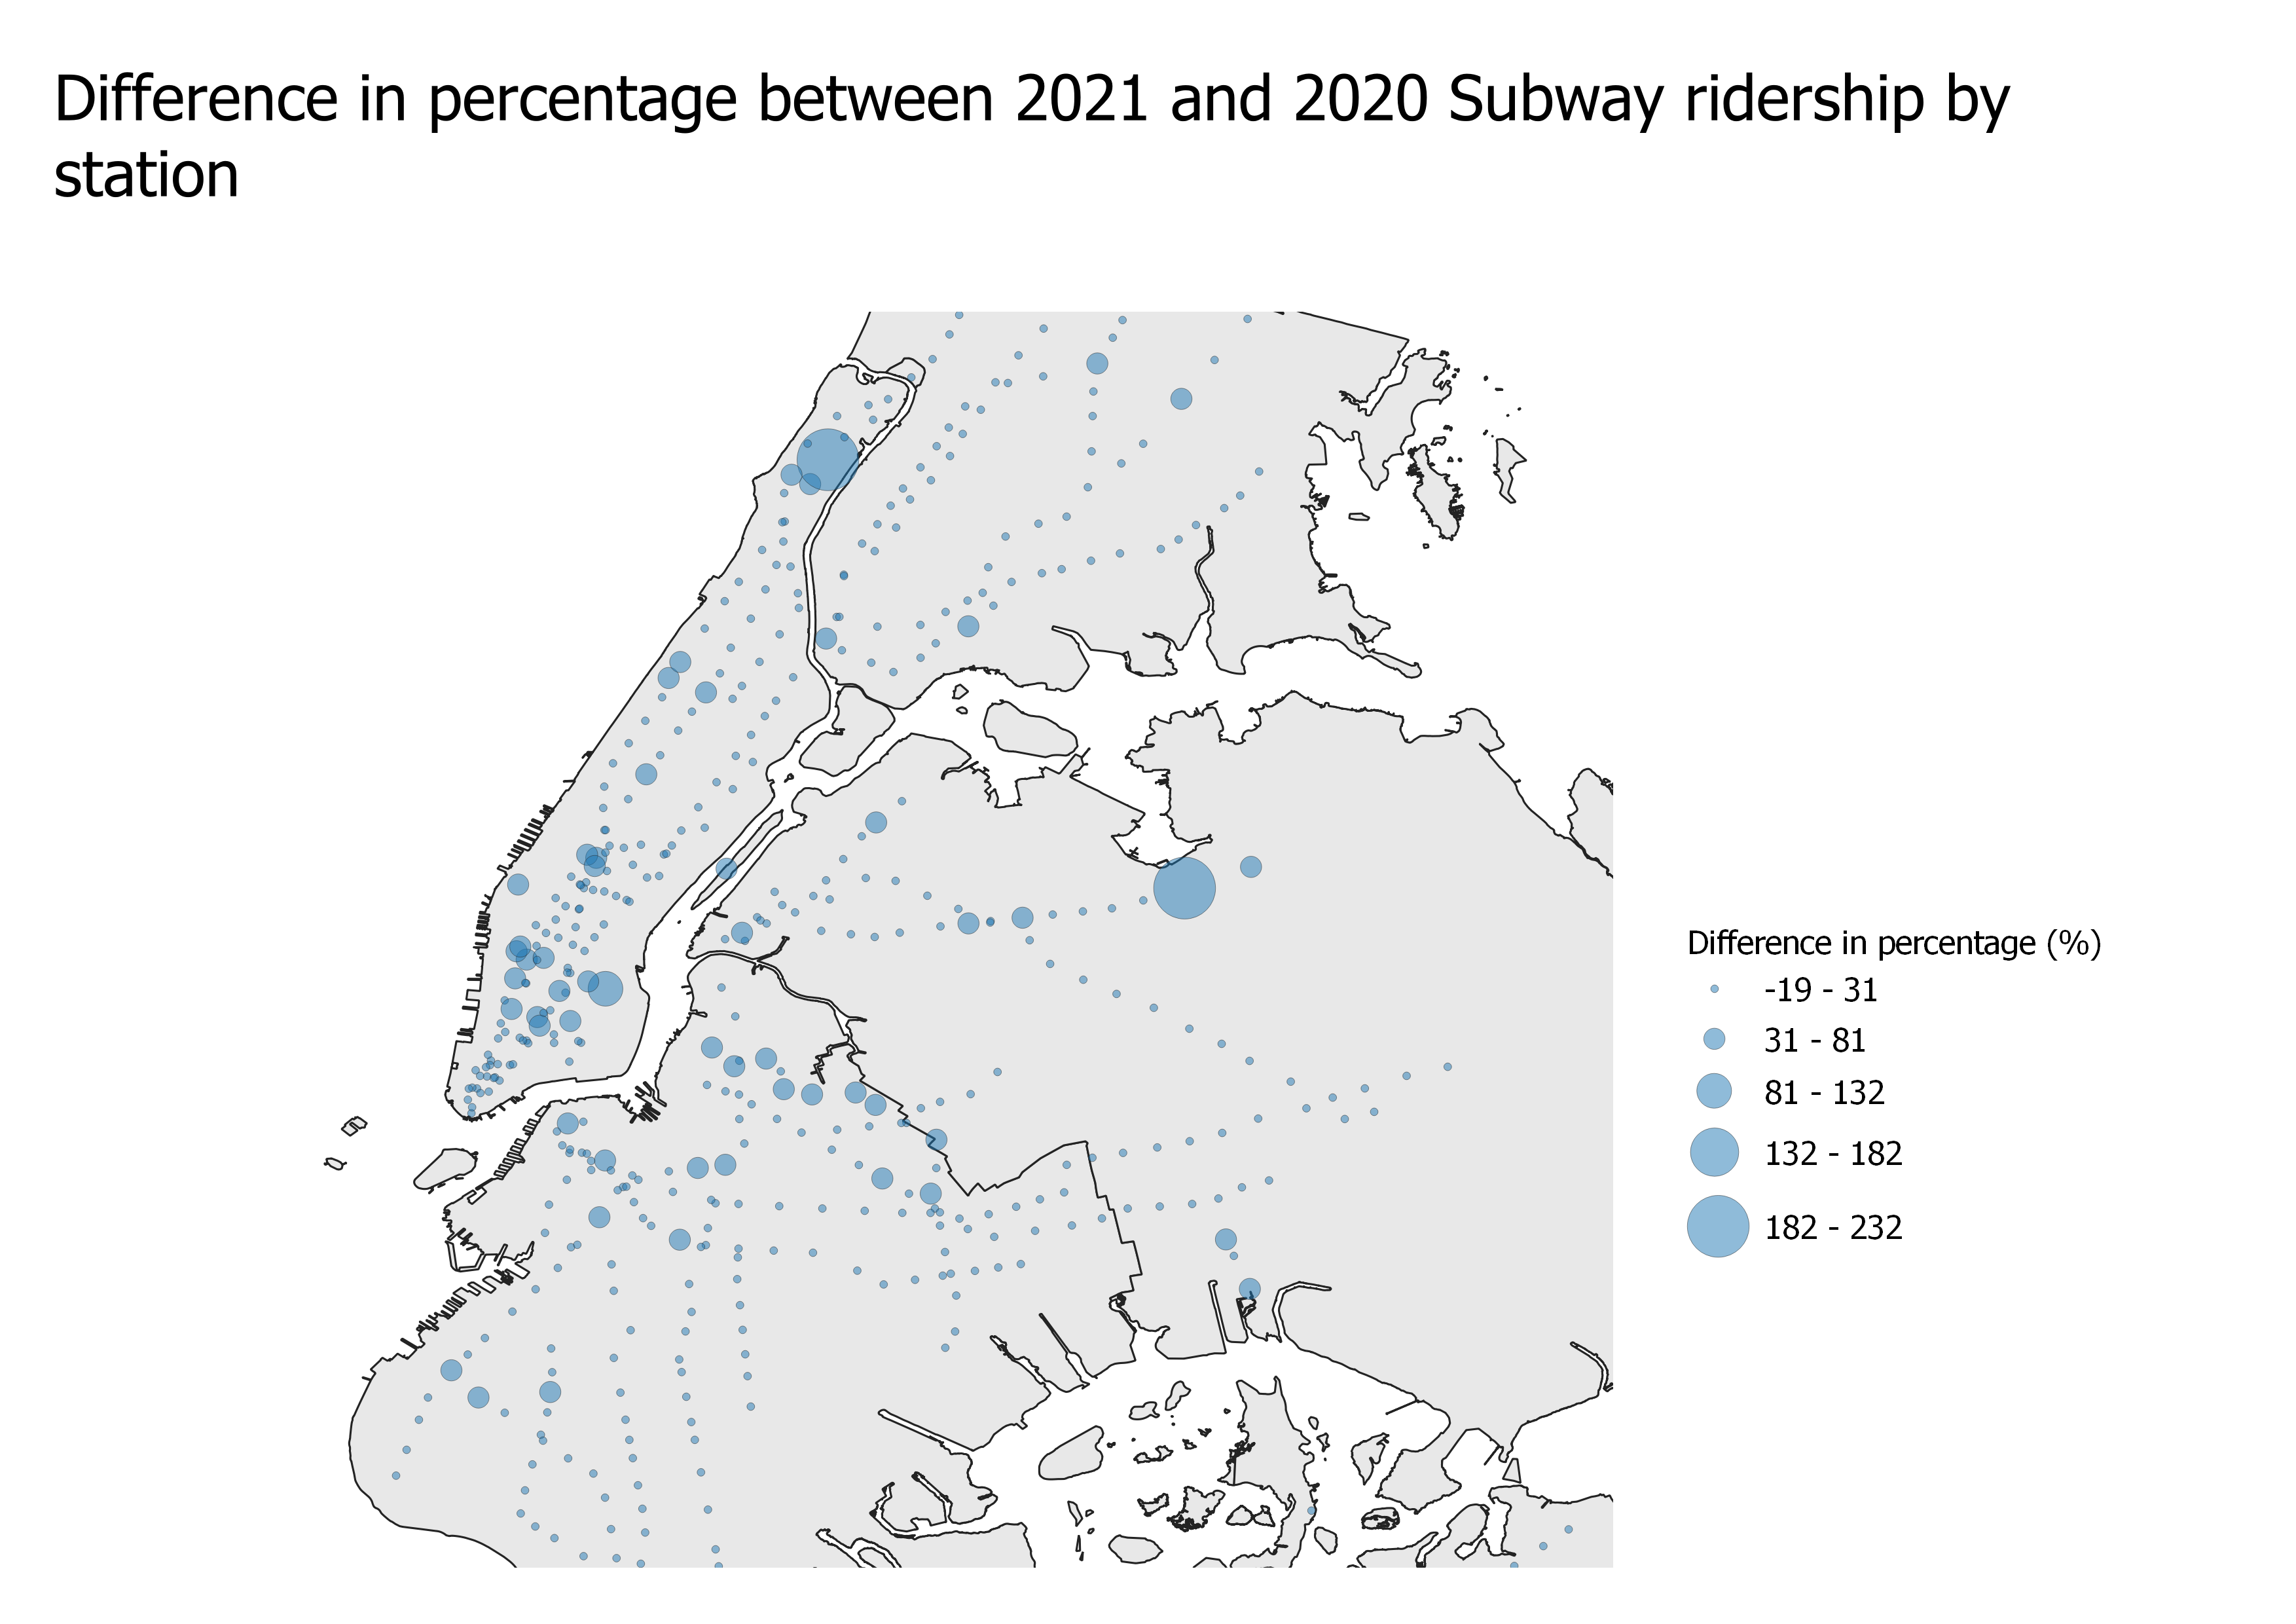 Difference in percentage between 2021 and 2020 Subway ridership by
station
Difference in percentage (%)
-19 - 31
31 - 81
81 - 132
132 - 182
182 - 232